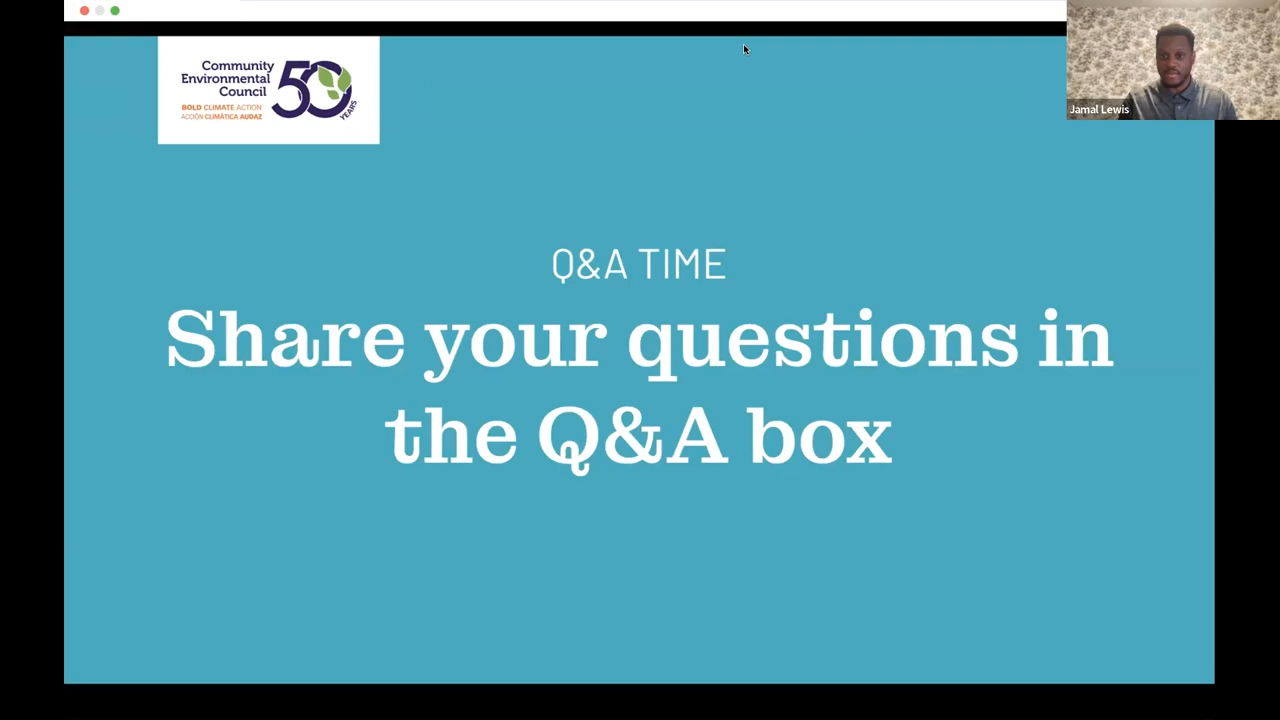 Community
Environmental
Council
50
YEARS
BOLD CLIMATE ACTION
ACCIÓN CLIMÁTICA AUDAZ
Jamal Lewis
Q&A TIME
Share your questions in
the Q&A box